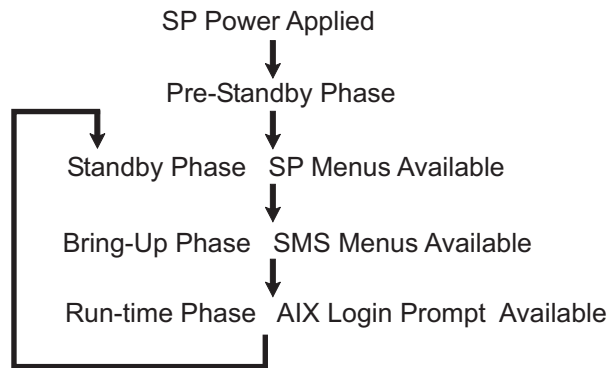 SP Power Applied
Pre-Standby Phase
Standby Phase SP Menus Available
Bring-Up Phase SMS Menus Available
Run-time Phase AIX Login Prompt Available